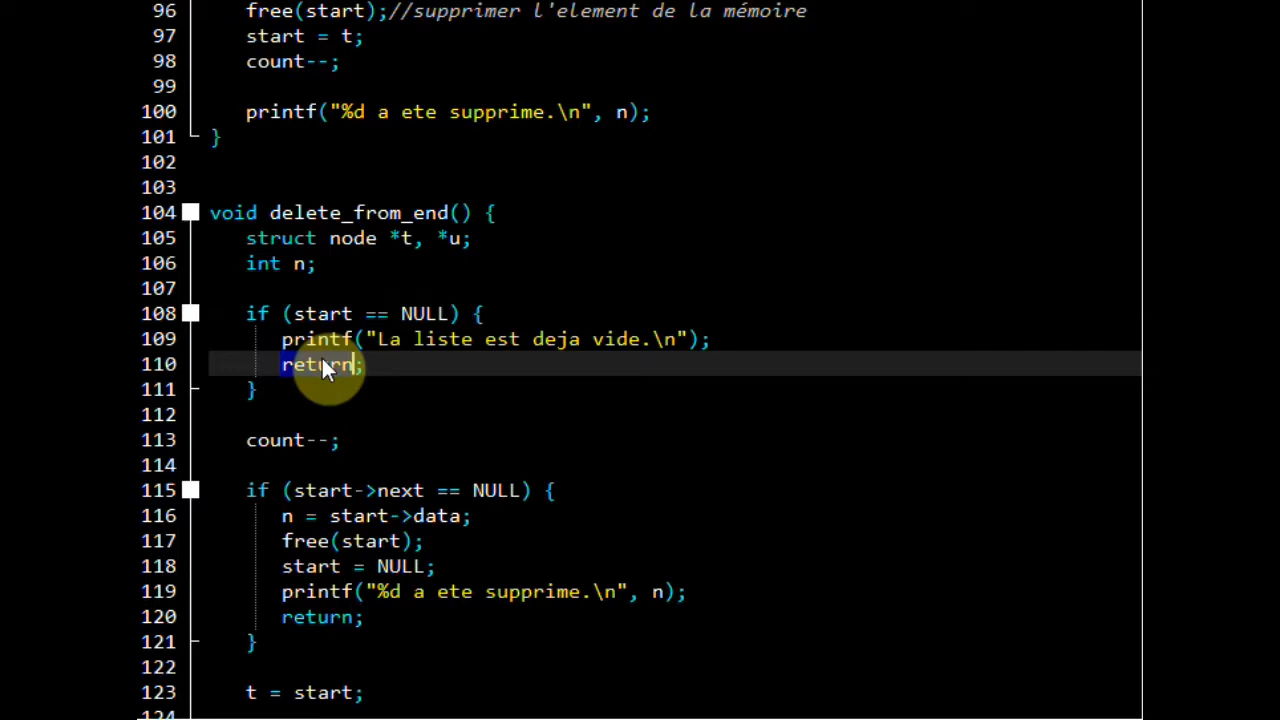 96 free(start);//supprimer l'element de la mémoire
97 start = t;
98 count--;
99
100 printf("%d a ete supprime.\n", n);
101 }
102
103
104 void delete_from_end() {
105 struct node *t, *u;
106 int n;
107
108 if (start == NULL) {
109 printf("La liste est deja vide.\n");
110 return;
111 }
112
113 count--;
114
115 if (start->next == NULL) {
116 n = start->data;
117 free(start);
118 start = NULL;
119 printf("%d a ete supprime.\n", n);
120 return;
121 }
122
123 t = start;
124